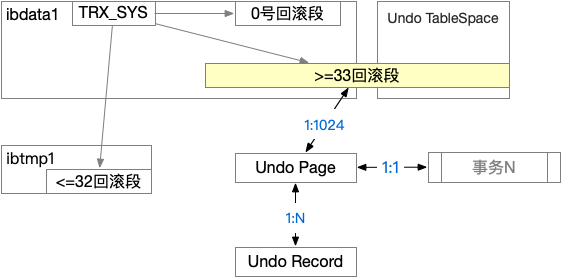 ibdata1
TRX_SYS
0号回滚段
Undo TableSpace
>=33回滚段
1:1024
ibtmp1
<=32回滚段
Undo Page
1:1
事务N
1:N
Undo Record